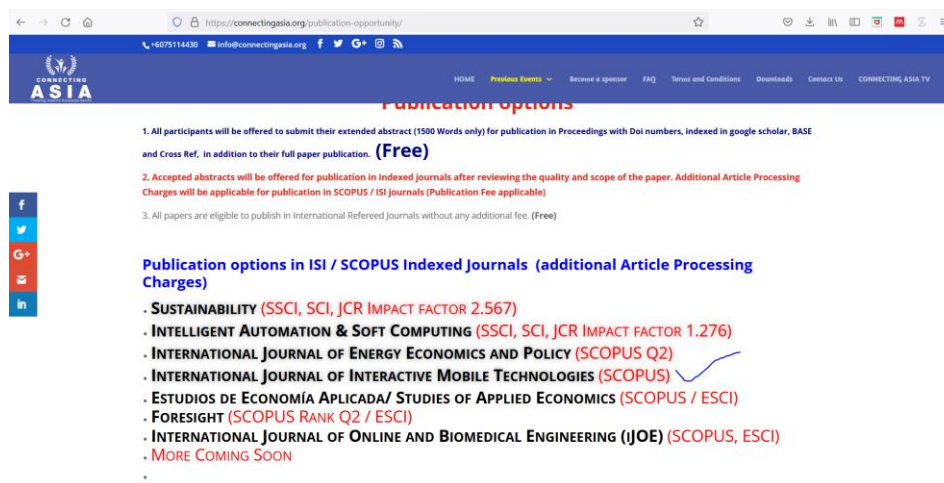 https://connectingasia.org/publication-opportunity/
+6075114430 info@connectingasia.org
CONNECTING
ASIA
HOME Previous Events Become a sponsor FAQ Terms and Conditions Downloads Contact Us CONNECTING ASIA TV
Publication options
1. All participants will be offered to submit their extended abstract (1500 Words only) for publication in Proceedings with Doi numbers, indexed in google scholar, BASE
and Cross Ref, in addition to their full paper publication. (Free)
2. Accepted abstracts will be offered for publication in Indexed journals after reviewing the quality and scope of the paper. Additional Article Processing
Charges will be applicable for publication in SCOPUS / ISI journals (Publication Fee applicable)
3. All papers are eligible to publish in International Refereed Journals without any additional fee. (Free)
Publication options in ISI / SCOPUS Indexed Journals (additional Article Processing
Charges)
• SUSTAINABILITY (SSCI, SCI, JCR IMPACT FACTOR 2.567)
• INTELLIGENT AUTOMATION & SOFT COMPUTING (SSCI, SCI, JCR IMPACT FACTOR 1.276)
• INTERNATIONAL JOURNAL OF ENERGY ECONOMICS AND POLICY (SCOPUS Q2)
• INTERNATIONAL JOURNAL OF INTERACTIVE MOBILE TECHNOLOGIES (SCOPUS)
• ESTUDIOS DE ECONOMÍA APLICADA/ STUDIES OF APPLIED ECONOMICS (SCOPUS / ESCI)
• FORESIGHT (SCOPUS RANK Q2 / ESCI)
• INTERNATIONAL JOURNAL OF ONLINE AND BIOMEDICAL ENGINEERING (IJOE) (SCOPUS, ESCI)
• MORE COMING SOON